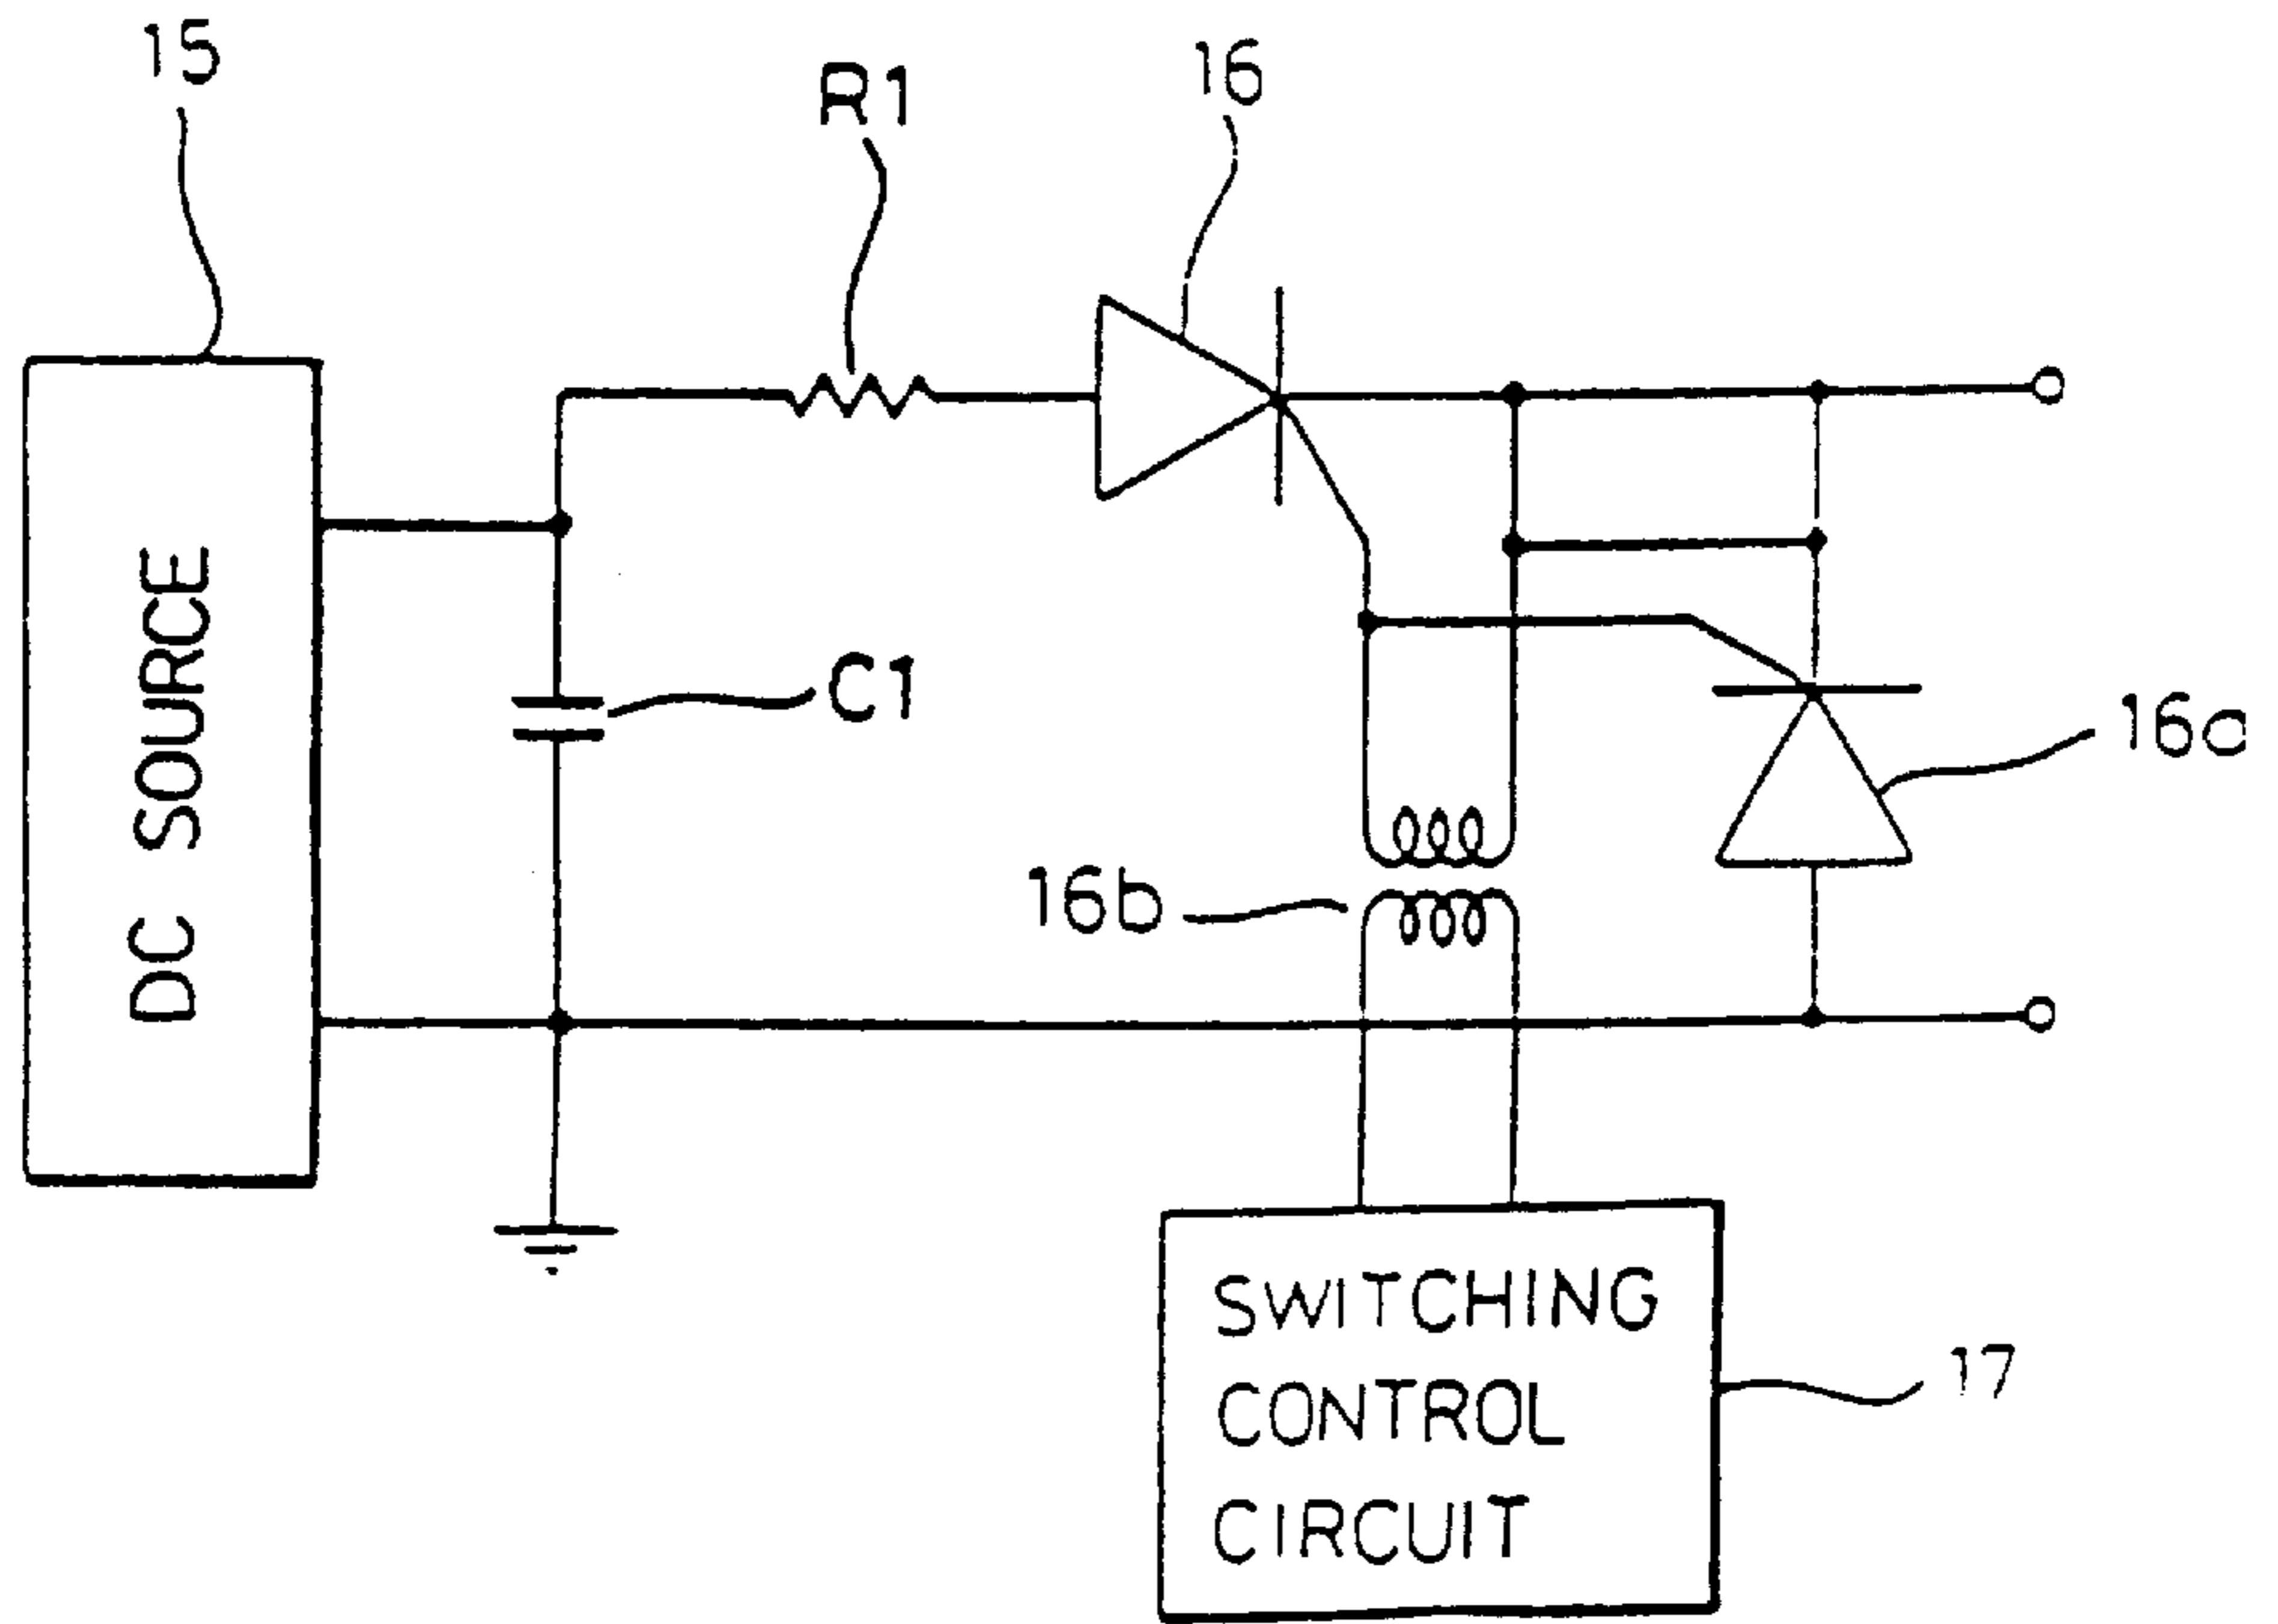 15
R1
16
DC SOURCE
C1
16a
16b
SWITCHING
CONTROL
CIRCUIT
17